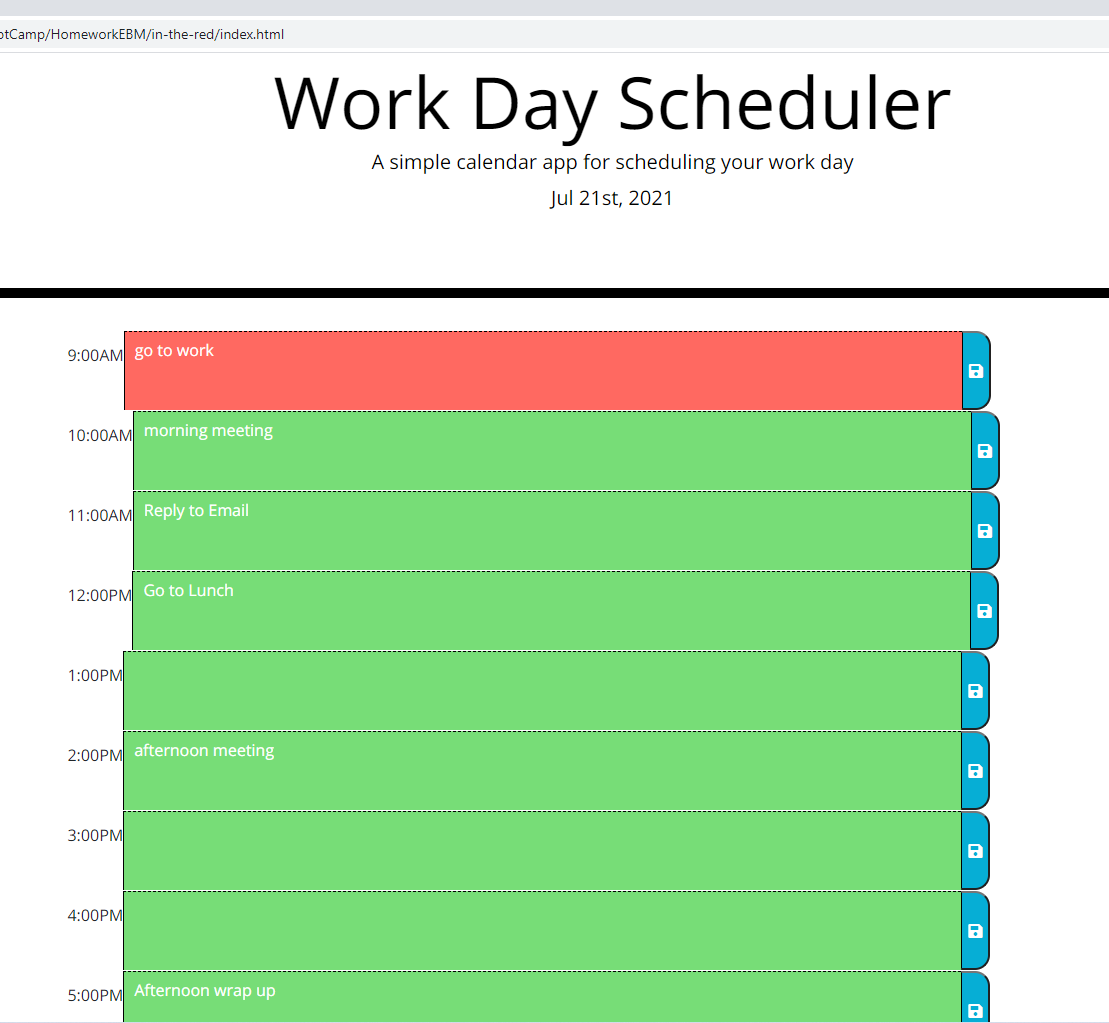 otCamp/HomeworkEBM/in-the-red/index.html
Work Day Scheduler
A simple calendar app for scheduling your work day
Jul 21st, 2021
9:00AM go to work
10:00AM morning meeting
11:00AM Reply to Email
12:00PM Go to Lunch
1:00PM
2:00PM afternoon meeting
3:00PM
4:00PM
5:00PM Afternoon wrap up